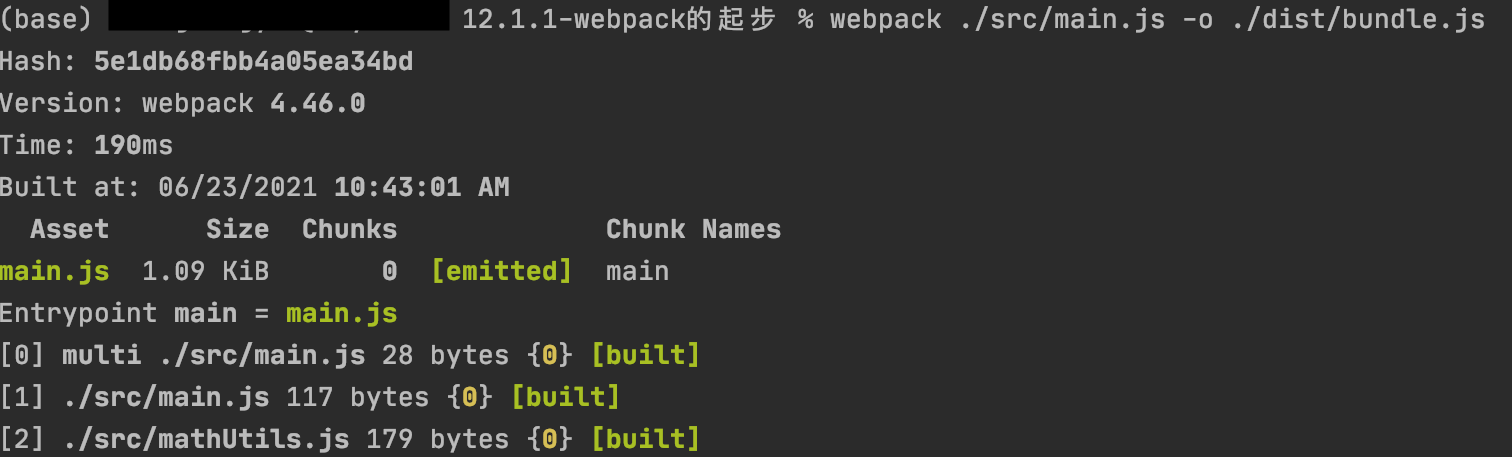 (base) 12.1.1-webpack的起步 % webpack ./src/main.js -o ./dist/bundle.js
Hash: 5e1db68fbb4a05ea34bd
Version: webpack 4.46.0
Time: 190ms
Built at: 06/23/2021 10:43:01 AM
Asset Size Chunks Chunk Names
main.js 1.09 KiB 0 [emitted] main
Entrypoint main = main.js
[0] multi ./src/main.js 28 bytes {0} [built]
[1] ./src/main.js 117 bytes {0} [built]
[2] ./src/mathUtils.js 179 bytes {0} [built]